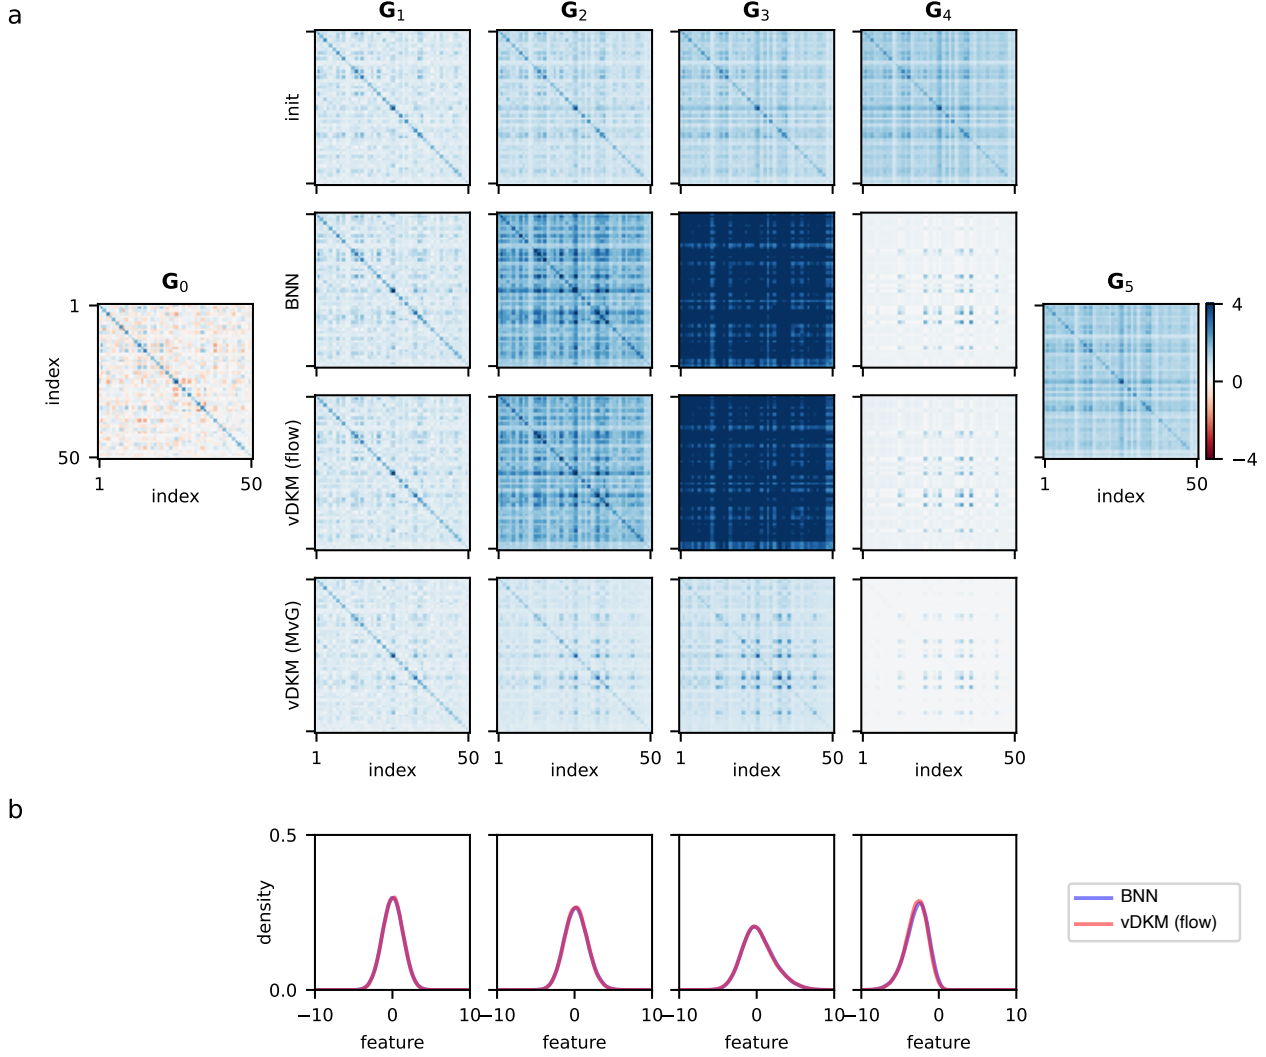 a
G1 G2 G3 G4
init
BNN
vDKM (flow)
vDKM (MvG)
G0
1
index
50
1 50
index
G5
4
0
−4
1 50
index
1 50 1 50 1 50 1 50
index index index index
b
0.5
density
0.0
−10 0 10 −10 0 10 −10 0 10 −10 0 10
feature feature feature feature
BNN
vDKM (flow)